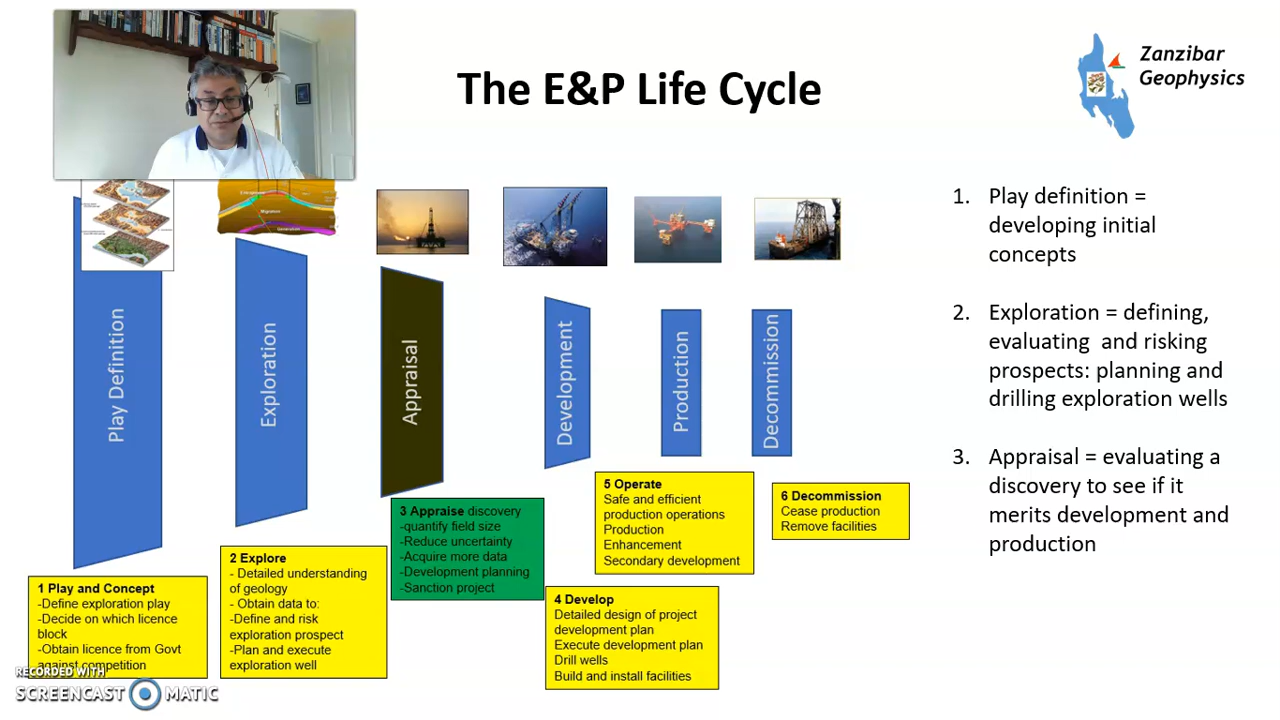 The E&P Life Cycle
Zanzibar
Geophysics
Migration
Generation
Play Definition
Exploration
Appraisal
Development
Production
Decommission
1 Play and Concept
-Define exploration play
-Decide on which licence
block
-Obtain licence from Govt
against competition
2 Explore
- Detailed understanding
of geology
- Obtain data to:
-Define and risk
exploration prospect
-Plan and execute
exploration well
3 Appraise discovery
-quantify field size
-Reduce uncertainty
-Acquire more data
-Development planning
-Sanction project
4 Develop
Detailed design of project
development plan
Execute development plan
Drill wells
Build and install facilities
5 Operate
Safe and efficient
production operations
Production
Enhancement
Secondary development
6 Decommission
Cease production
Remove facilities
1. Play definition =
developing initial
concepts
2. Exploration = defining,
evaluating and risking
prospects: planning and
drilling exploration wells
3. Appraisal = evaluating a
discovery to see if it
merits development and
production
RECORDED WITH
SCREENCAST MATIC